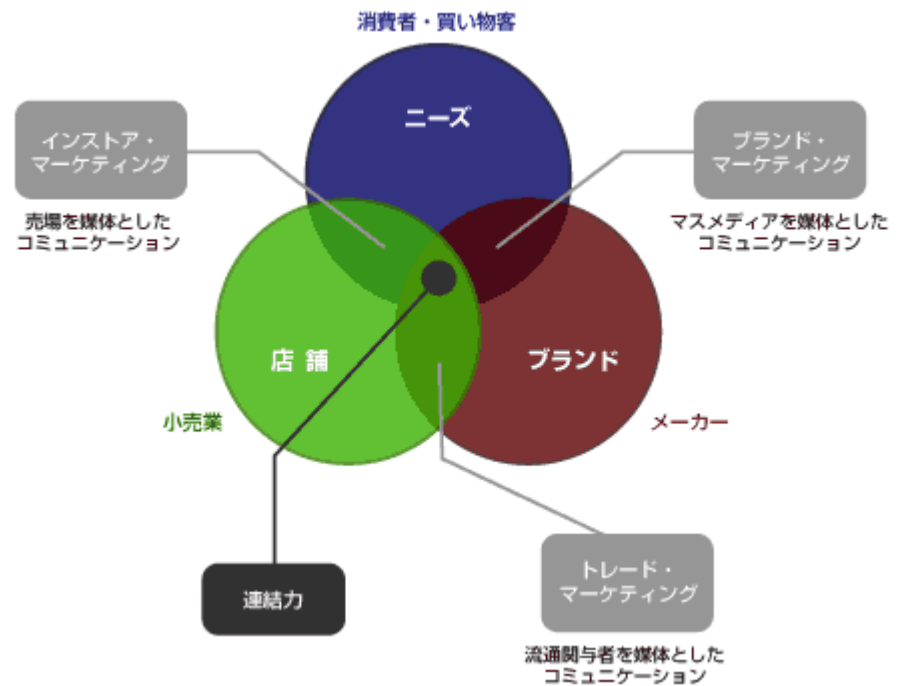 消費者・買い物客
ニーズ
インストア・
マーケティング
売場を媒体とした
コミュニケーション
ブランド・
マーケティング
マスメディアを媒体とした
コミュニケーション
店舗
ブランド
小売業
メーカー
連結力
トレード・
マーケティング
流通関与者を媒体とした
コミュニケーション